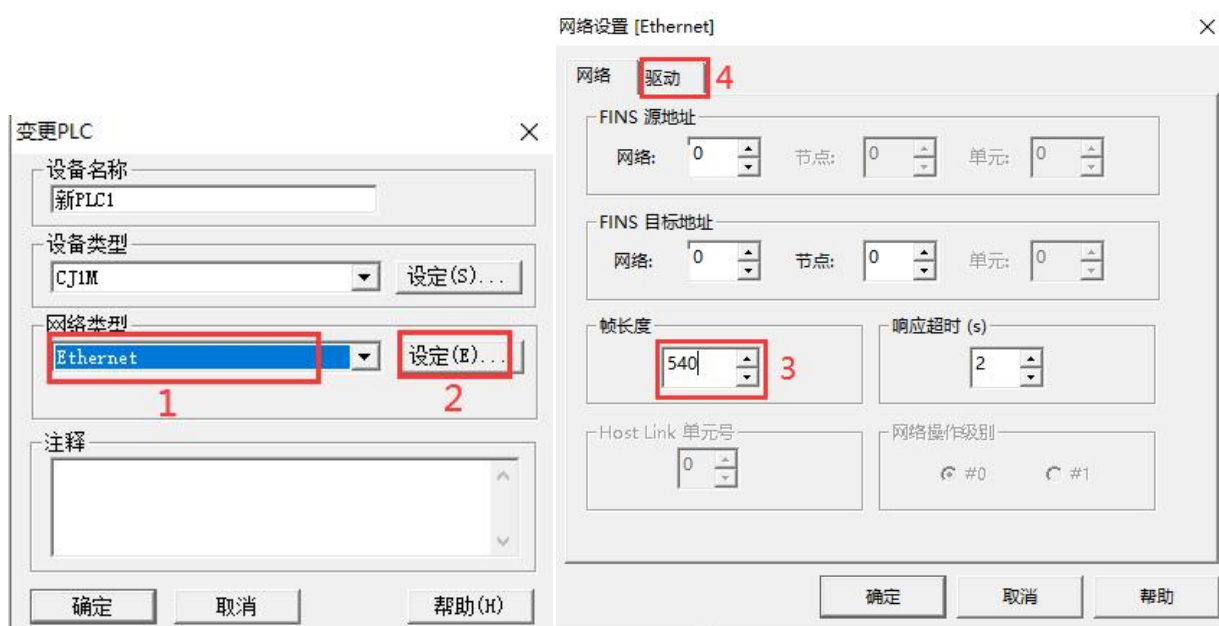 变更PLC
设备名称
新PLC1
设备类型
CJ1M
设定(S)...
网络类型
Ethernet
设定(E)...
1
2
注释
确定
取消
帮助(H)
网络设置 [Ethernet]
网络
驱动
4
FINS 源地址
网络: 0 节点: 0 单元: 0
FINS 目标地址
网络: 0 节点: 0 单元: 0
帧长度
540
3
响应超时 (s)
2
Host Link 单元号
0
网络操作级别
#0 #1
确定
取消
帮助